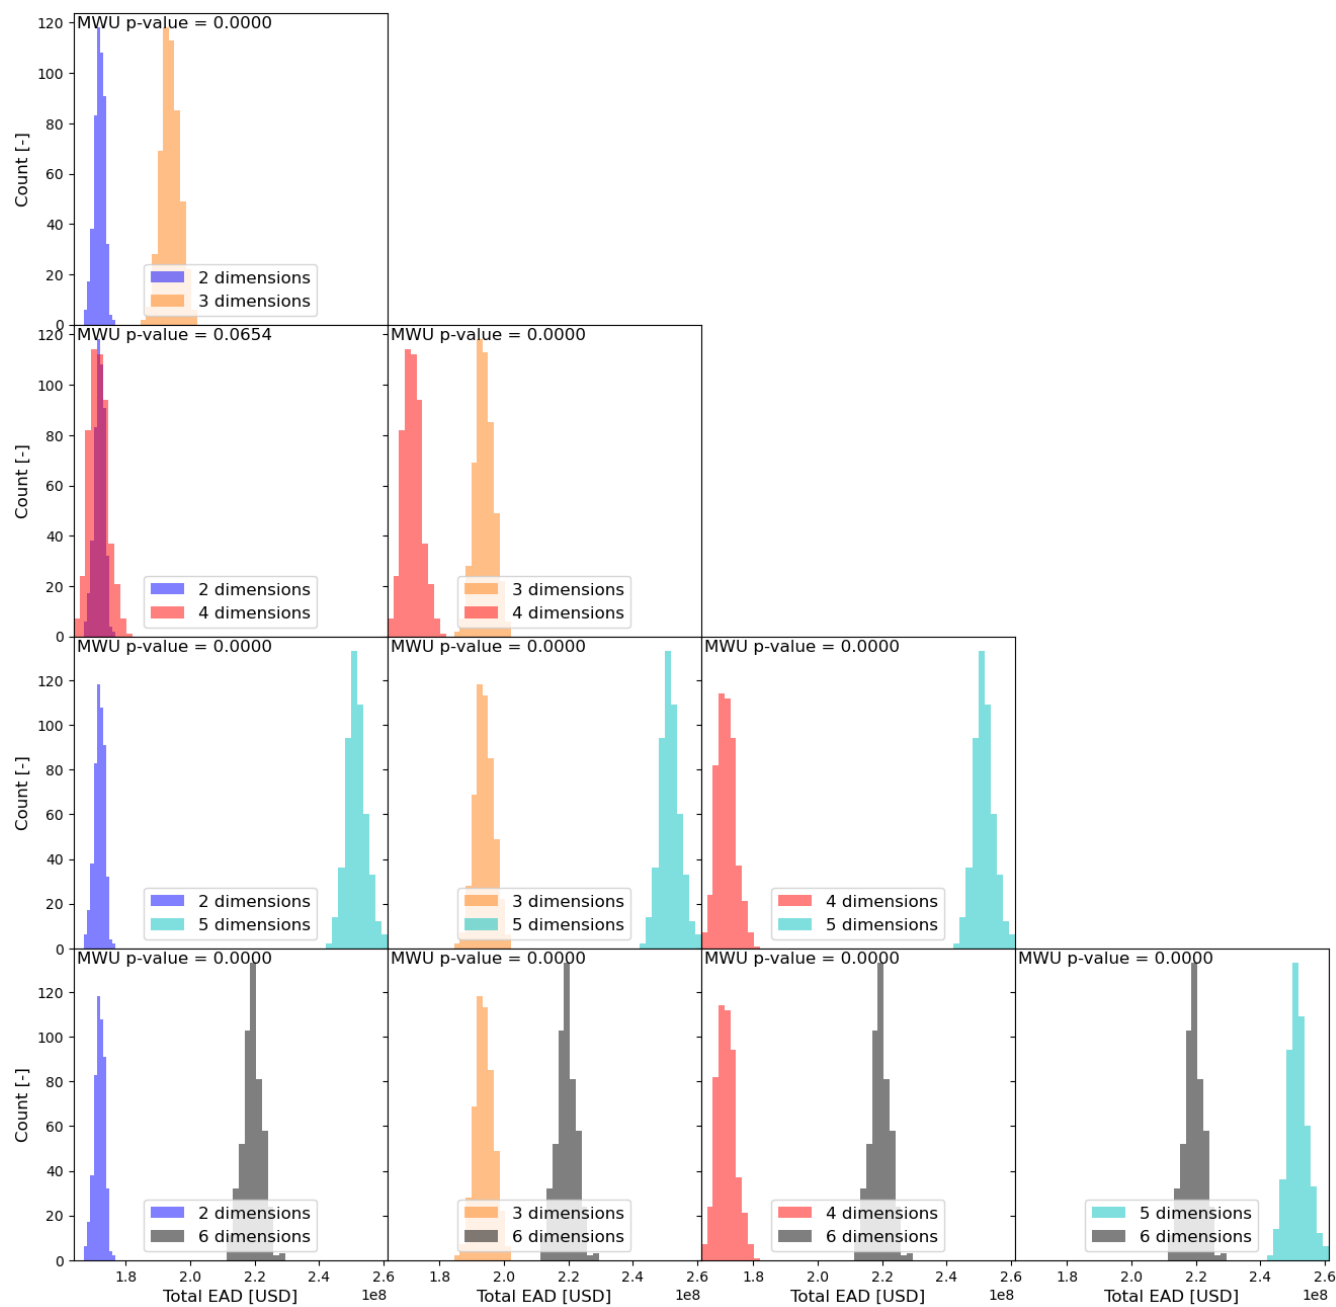 MWU p-value = 0.0000
120
100
80
60
40
20
0
Count [-]
2 dimensions
3 dimensions
MWU p-value = 0.0654
MWU p-value = 0.0000
120
100
80
60
40
20
0
Count [-]
2 dimensions
4 dimensions
3 dimensions
4 dimensions
MWU p-value = 0.0000
MWU p-value = 0.0000
MWU p-value = 0.0000
120
100
80
60
40
20
0
Count [-]
2 dimensions
5 dimensions
3 dimensions
5 dimensions
4 dimensions
5 dimensions
MWU p-value = 0.0000
MWU p-value = 0.0000
MWU p-value = 0.0000
MWU p-value = 0.0000
120
100
80
60
40
20
0
Count [-]
2 dimensions
6 dimensions
3 dimensions
6 dimensions
4 dimensions
6 dimensions
5 dimensions
6 dimensions
1.8 2.0 2.2 2.4 2.6
1.8 2.0 2.2 2.4 2.6
1.8 2.0 2.2 2.4 2.6
1.8 2.0 2.2 2.4 2.6
Total EAD [USD] 1e8
Total EAD [USD] 1e8
Total EAD [USD] 1e8
Total EAD [USD] 1e8